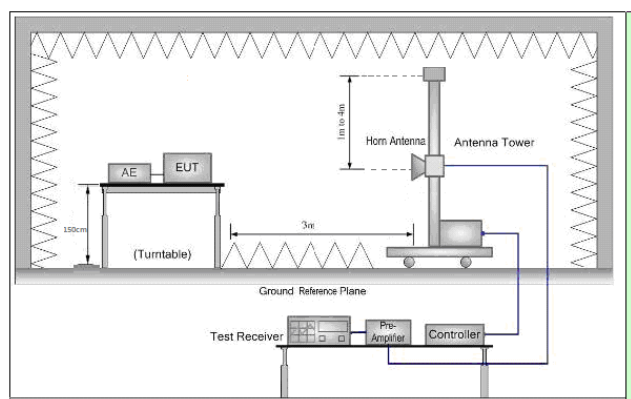 1m to 4m
Horn Antenna
Antenna Tower
AE
EUT
150cm
3m
(Turntable)
Ground Reference Plane
Test Receiver
Pre-
Amplifier
Controller